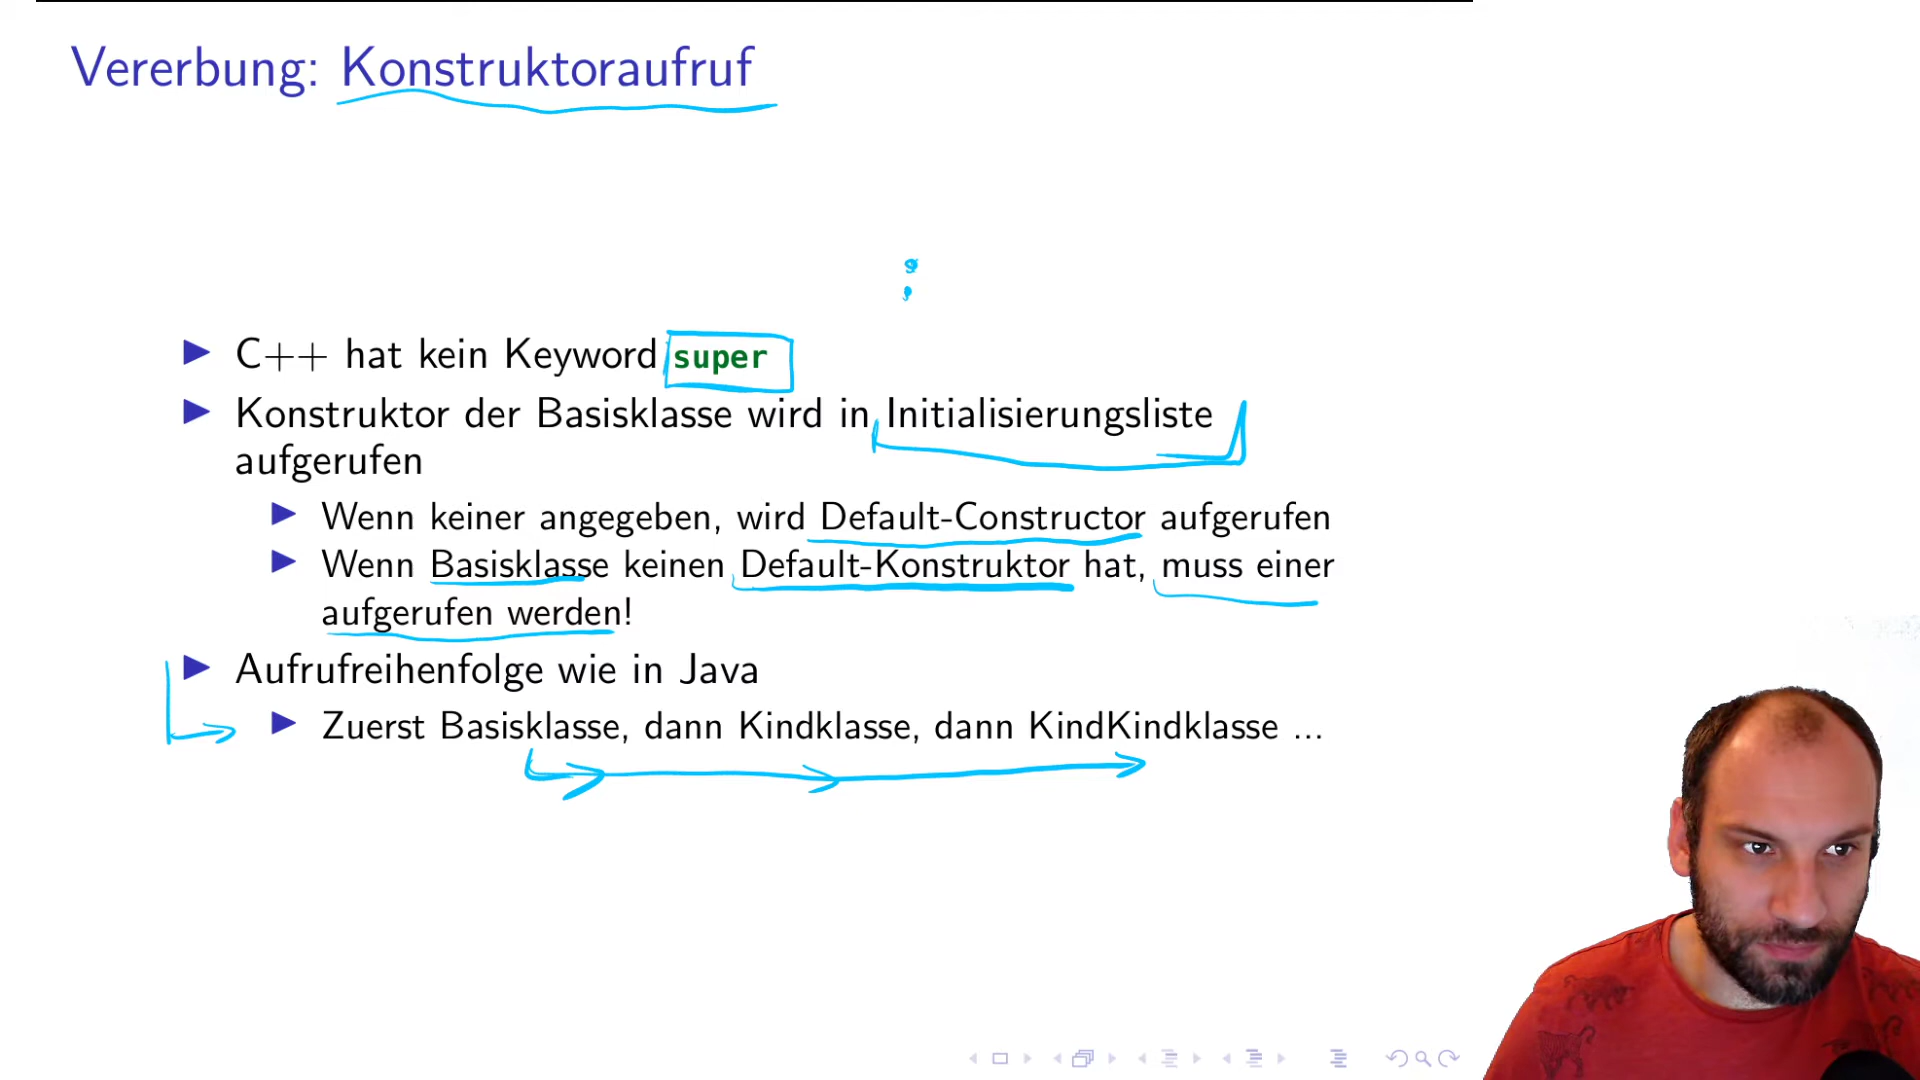 Vererbung: Konstruktoraufruf
:
▶ C++ hat kein Keyword super
▶ Konstruktor der Basisklasse wird in Initialisierungsliste
aufgerufen
▶ Wenn keiner angegeben, wird Default-Constructor aufgerufen
▶ Wenn Basisklasse keinen Default-Konstruktor hat, muss einer
aufgerufen werden!
▶ Aufrufreihenfolge wie in Java
▶ Zuerst Basisklasse, dann Kindklasse, dann KindKindklasse ...